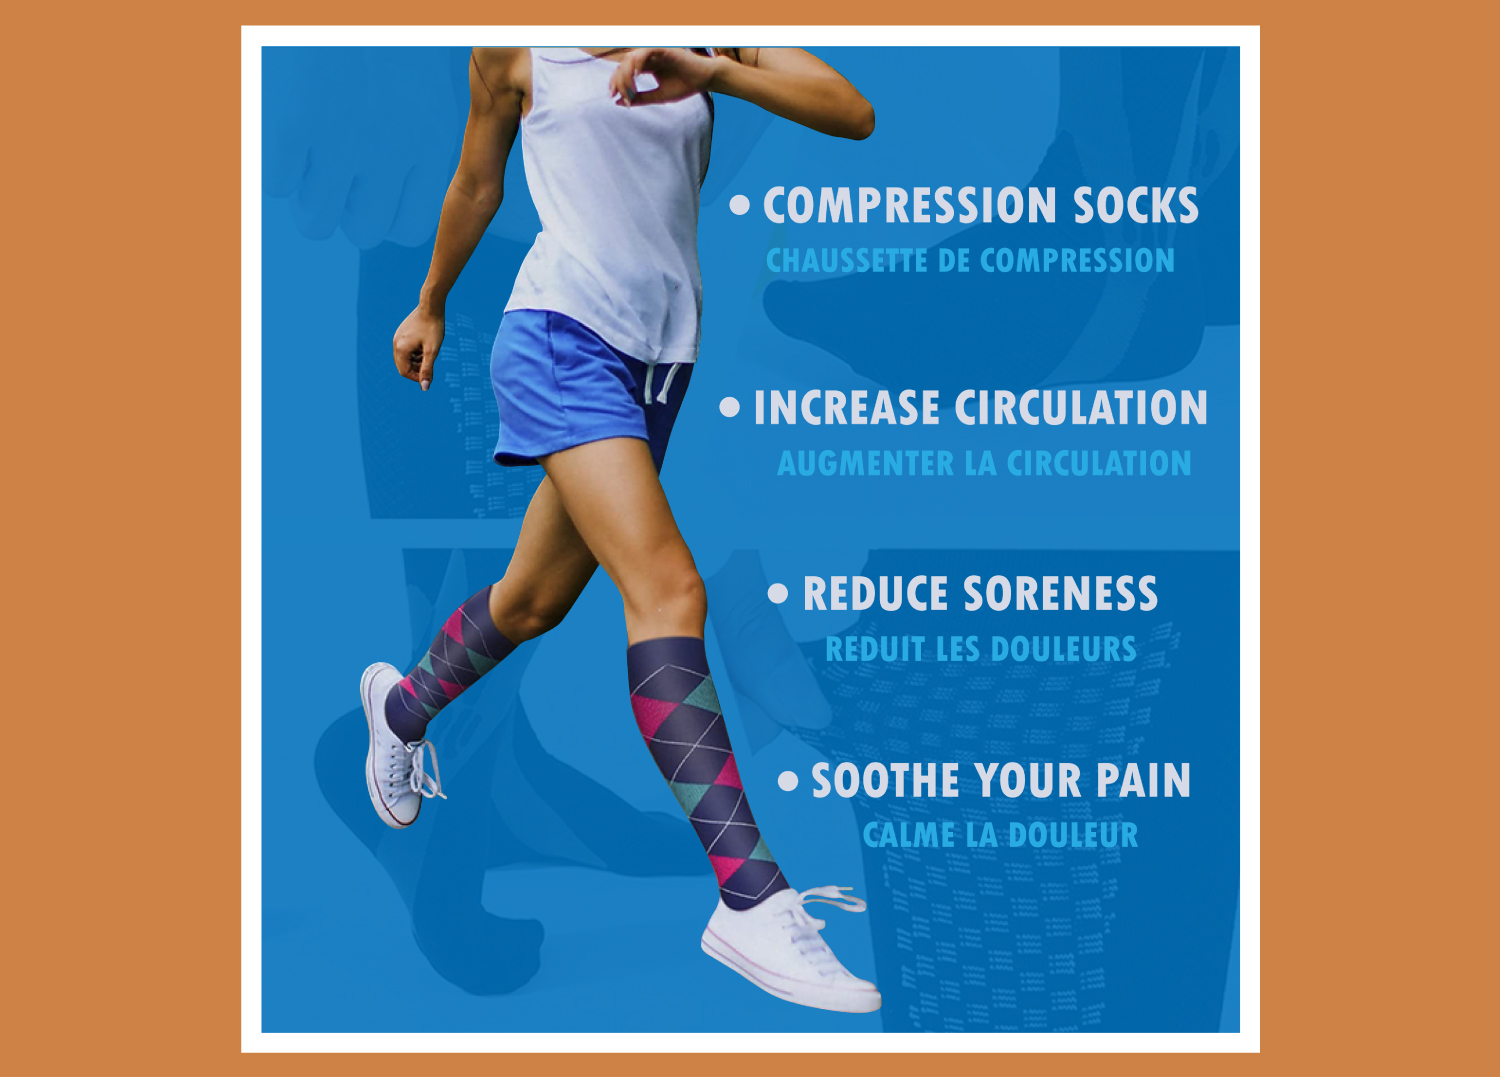 • COMPRESSION SOCKS
CHAUSSETTE DE COMPRESSION
• INCREASE CIRCULATION
AUGMENTER LA CIRCULATION
• REDUCE SORENESS
REDUIT LES DOULEURS
• SOOTHE YOUR PAIN
CALME LA DOULEUR